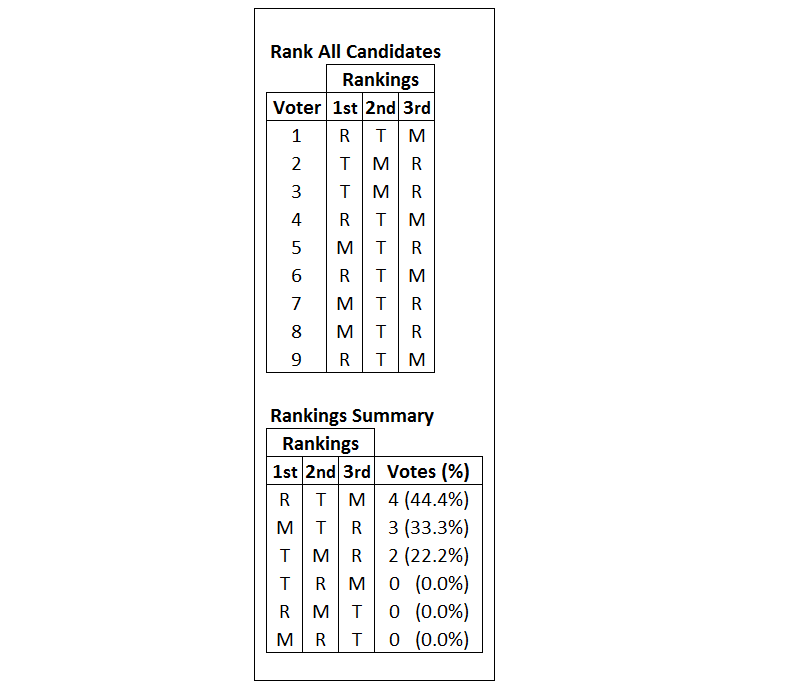 Rank All Candidates
Rankings
Voter 1st 2nd 3rd
1 R T M
2 T M R
3 T M R
4 R T M
5 M T R
6 R T M
7 M T R
8 M T R
9 R T M
Rankings Summary
Rankings
1st 2nd 3rd Votes (%)
R T M 4 (44.4%)
M T R 3 (33.3%)
T M R 2 (22.2%)
T R M 0 (0.0%)
R M T 0 (0.0%)
M R T 0 (0.0%)